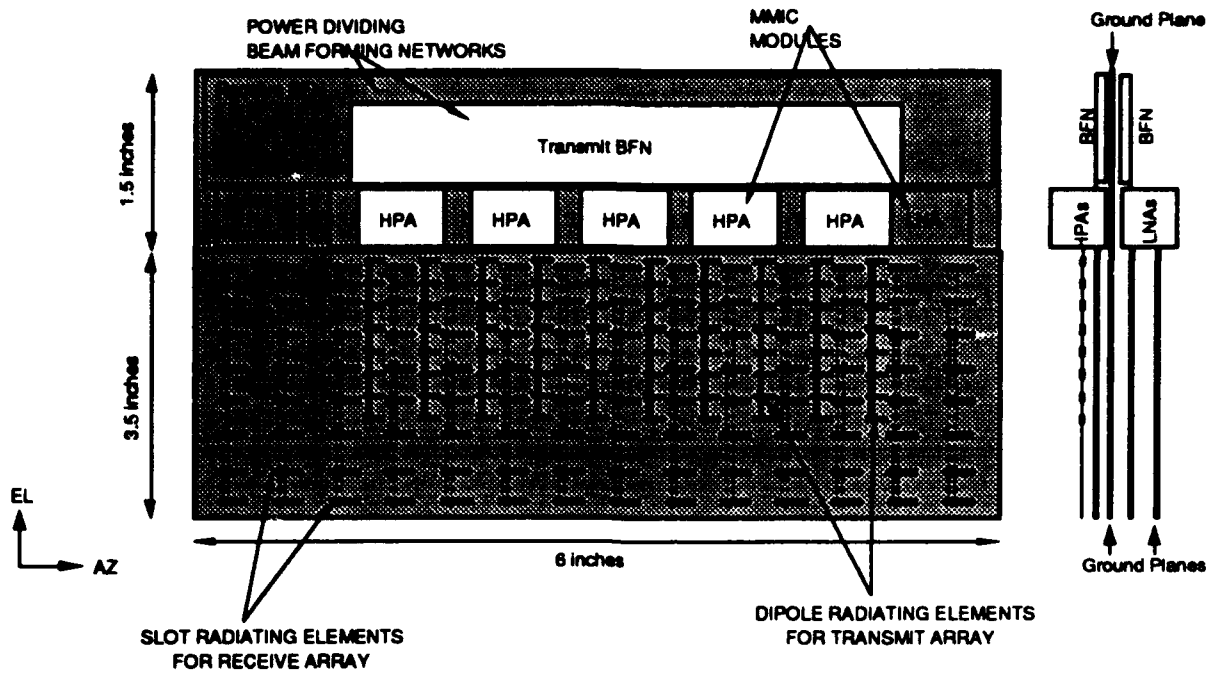 POWER DIVIDING
BEAM FORMING NETWORKS
MMIC
MODULES
Ground Plane
1.5 inches
Transmit BFN
BFN
BFN
HPA
HPA
HPA
HPA
HPA
HPAs
LNAs
3.5 inches
EL
AZ
6 inches
Ground Planes
SLOT RADIATING ELEMENTS
FOR RECEIVE ARRAY
DIPOLE RADIATING ELEMENTS
FOR TRANSMIT ARRAY